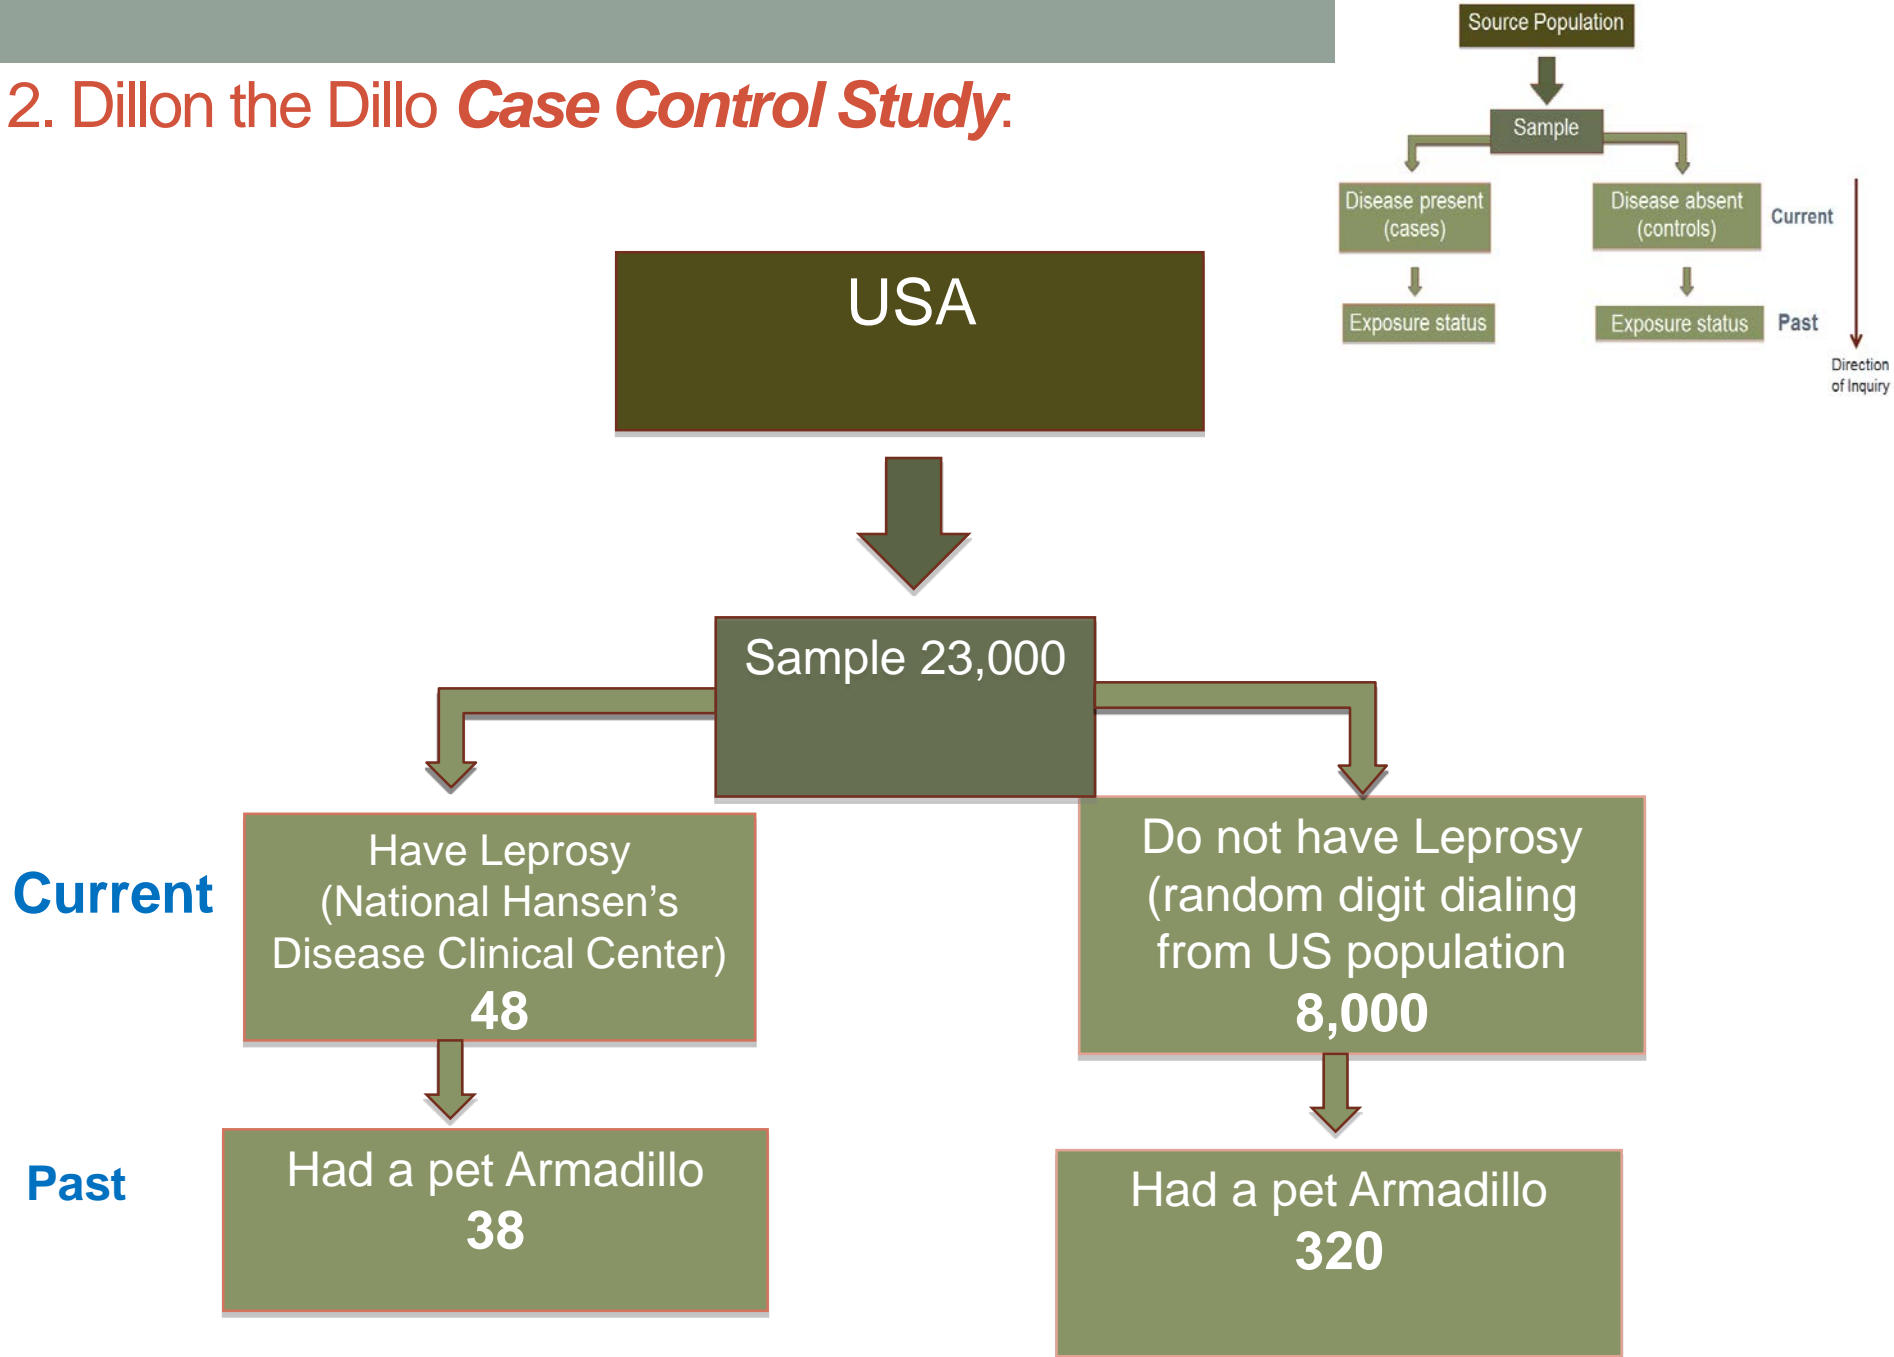 2. Dillon the Dillo Case Control Study:
Source Population
Sample
Disease present
(cases)
Disease absent
(controls)
Current
Exposure status
Exposure status
Past
Direction
of Inquiry
USA
Sample 23,000
Current
Have Leprosy
(National Hansen's
Disease Clinical Center)
48
Do not have Leprosy
(random digit dialing
from US population
8,000
Past
Had a pet Armadillo
38
Had a pet Armadillo
320